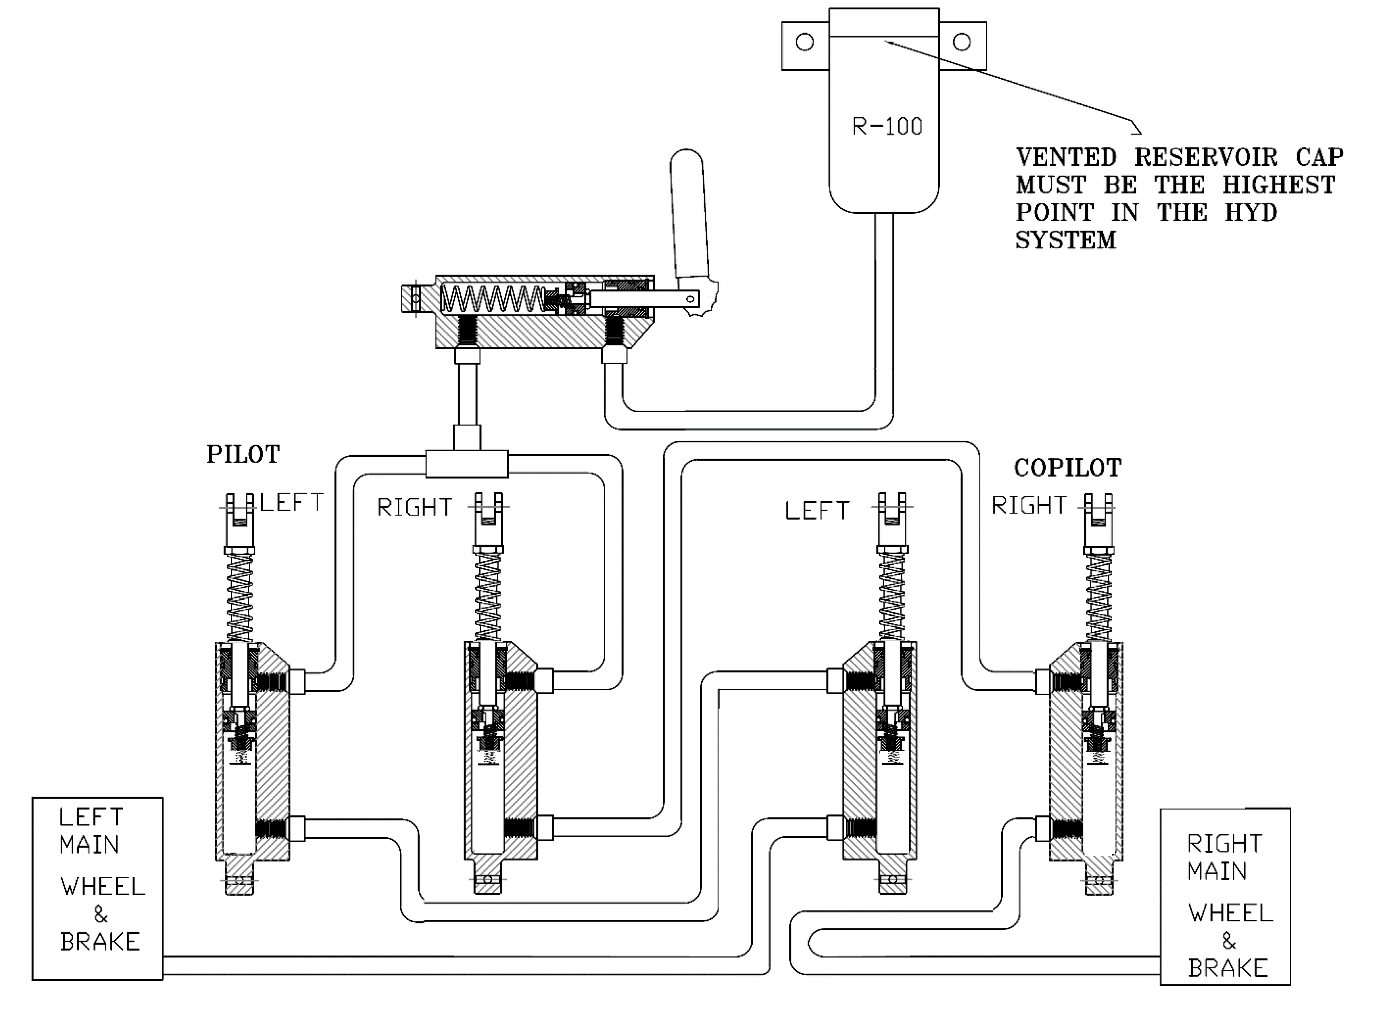 R-100
VENTED RESERVOIR CAP
MUST BE THE HIGHEST
POINT IN THE HYD
SYSTEM
PILOT
LEFT
RIGHT
COPILOT
LEFT
RIGHT
LEFT
MAIN
WHEEL
&
BRAKE
RIGHT
MAIN
WHEEL
&
BRAKE